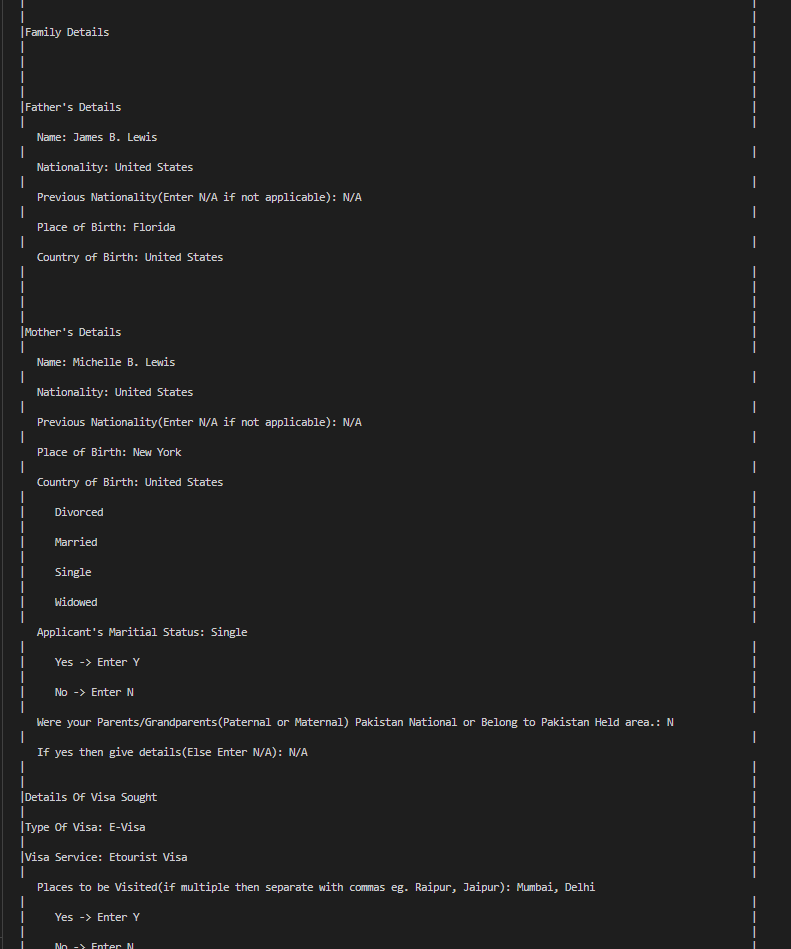 Family Details
Father's Details
Name: James B. Lewis
Nationality: United States
Previous Nationality(Enter N/A if not applicable): N/A
Place of Birth: Florida
Country of Birth: United States
Mother's Details
Name: Michelle B. Lewis
Nationality: United States
Previous Nationality(Enter N/A if not applicable): N/A
Place of Birth: New York
Country of Birth: United States
Divorced
Married
Single
Widowed
Applicant's Maritial Status: Single
Yes -> Enter Y
No -> Enter N
Were your Parents/Grandparents(Paternal or Maternal) Pakistan National or Belong to Pakistan Held area.: N
If yes then give details(Else Enter N/A): N/A
Details Of Visa Sought
Type Of Visa: E-Visa
Visa Service: Etourist Visa
Places to be Visited(if multiple then separate with commas eg. Raipur, Jaipur): Mumbai, Delhi
Yes -> Enter Y
No -> Enter N